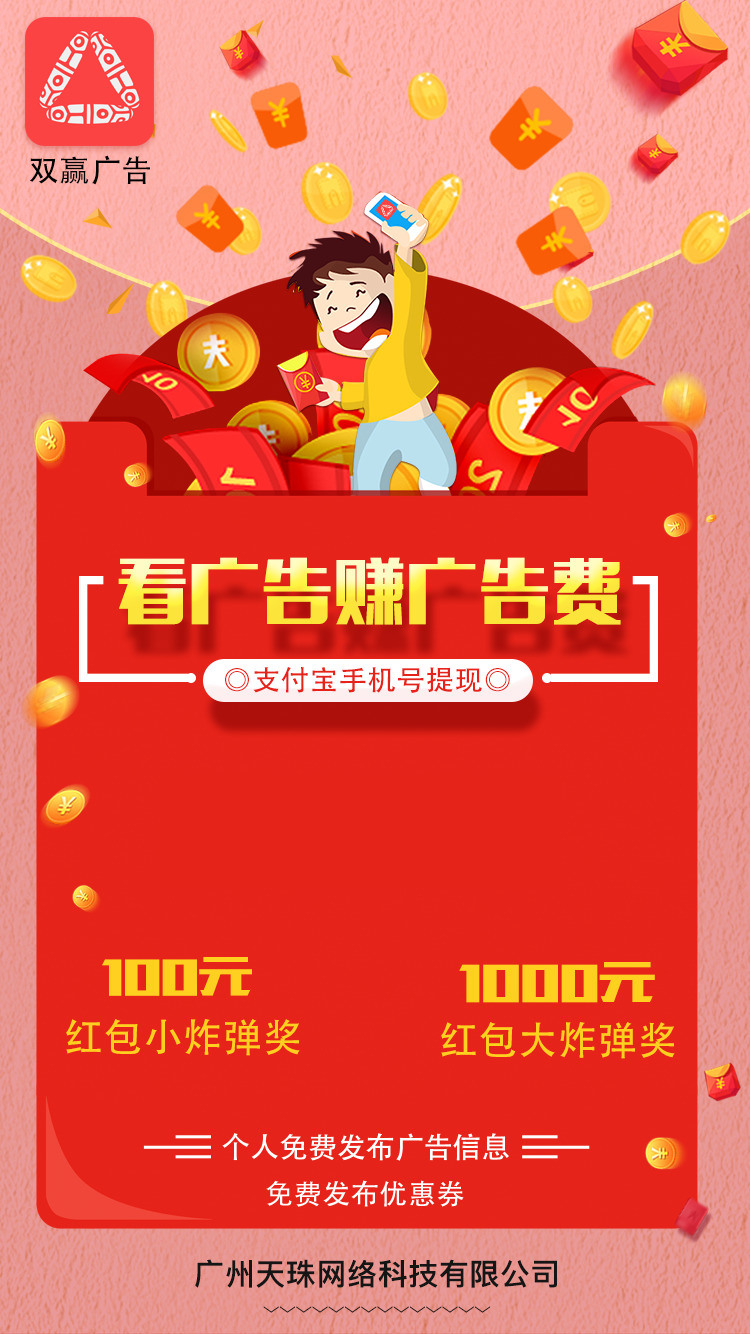 双赢广告
看广告赚广告费
◎支付宝手机号提现◎
100元
红包小炸弹奖
1000元
红包大炸弹奖
个人免费发布广告信息
免费发布优惠券
广州天珠网络科技有限公司